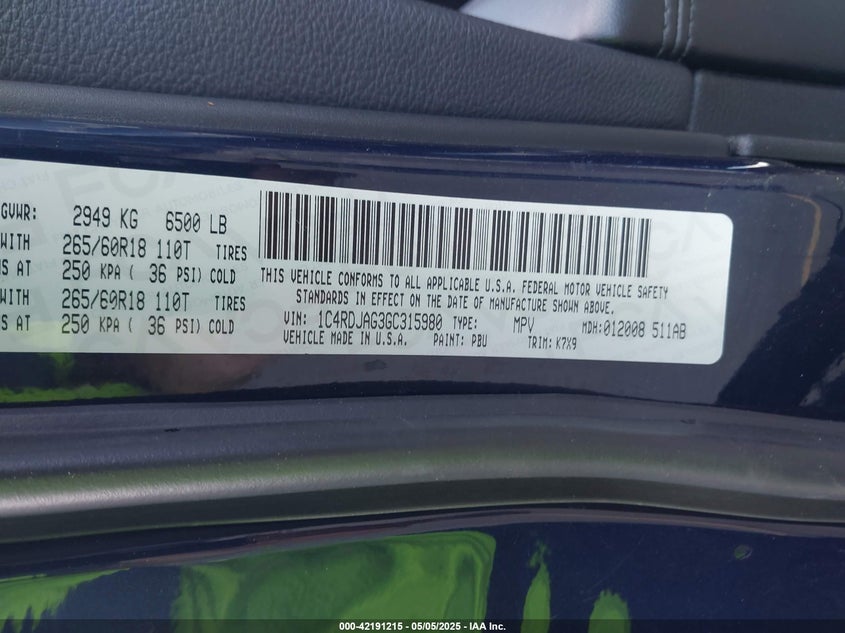 GVWR: 2949 KG 6500 LB
WITH 265/60R18 110T TIRES
S AT 250 KPA ( 36 PSI) COLD
WITH 265/60R18 110T TIRES
S AT 250 KPA ( 36 PSI) COLD
THIS VEHICLE CONFORMS TO ALL APPLICABLE U.S.A. FEDERAL MOTOR VEHICLE SAFETY
STANDARDS IN EFFECT ON THE DATE OF MANUFACTURE SHOWN ABOVE.
VIN: 1C4RDJAG3GC315980 TYPE: MPV MDH:012008 511AB
VEHICLE MADE IN U.S.A. PAINT: PBU TRIM: K7X9
000-42191215 - 05/05/2025 - IAA Inc.